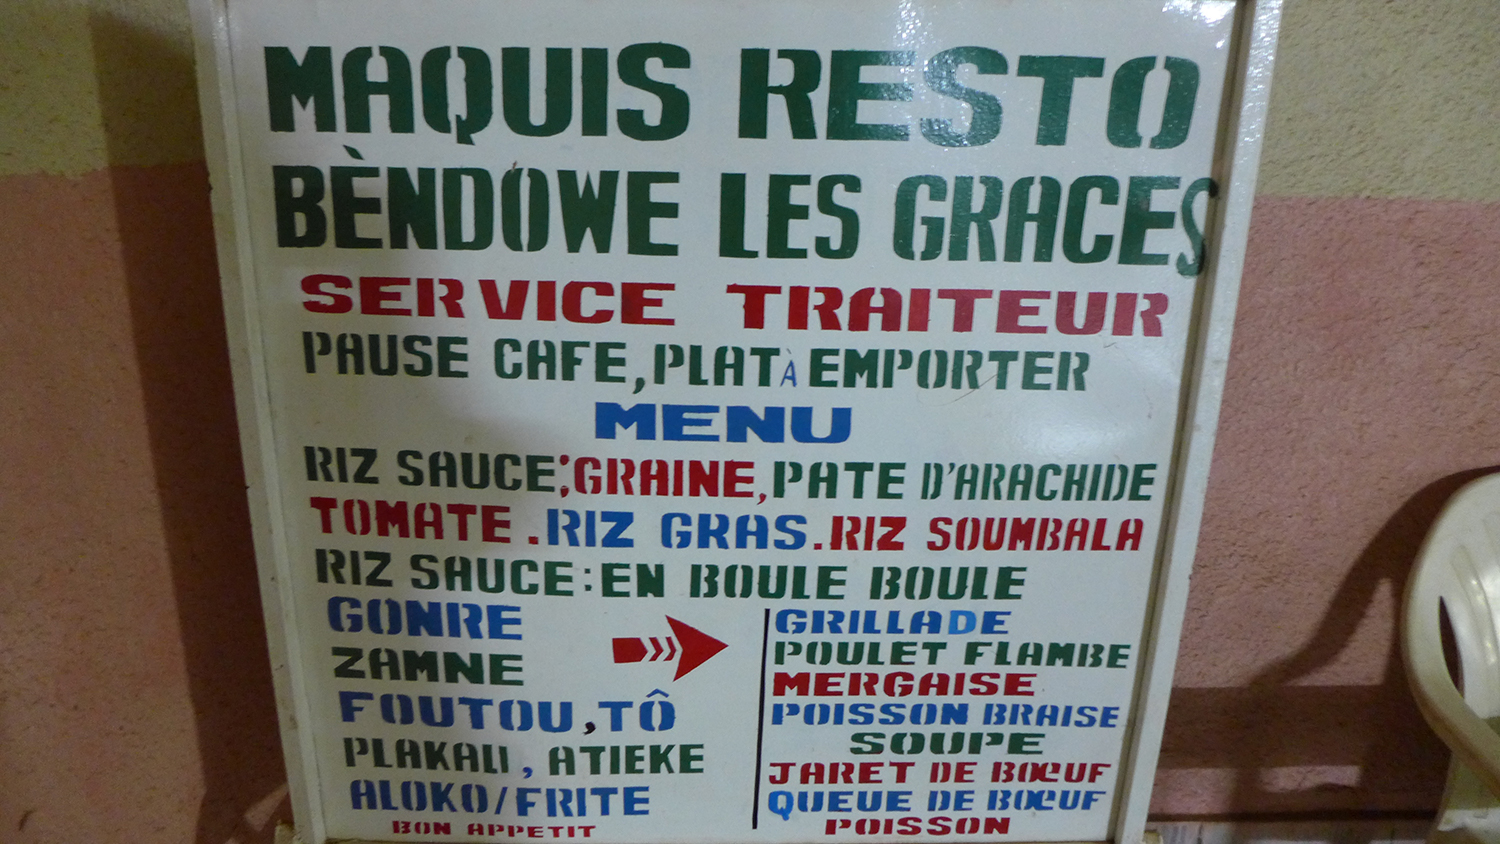 MAQUIS RESTO
BÈNDOWE LES GRACES
SERVICE TRAITEUR
PAUSE CAFE, PLAT À EMPORTER
MENU
RIZ SAUCE: GRAINE, PATE D'ARACHIDE
TOMATE . RIZ GRAS . RIZ SOUMBALA
RIZ SAUCE: EN BOULE BOULE
GONRE
ZAMNE
FOUTOU, TÔ
PLAKALI, ATIEKE
ALOKO/FRITE
BON APPETIT
GRILLADE
POULET FLAMBE
MERGAISE
POISSON BRAISE
SOUPE
JARET DE BŒUF
QUEUE DE BŒUF
POISSON